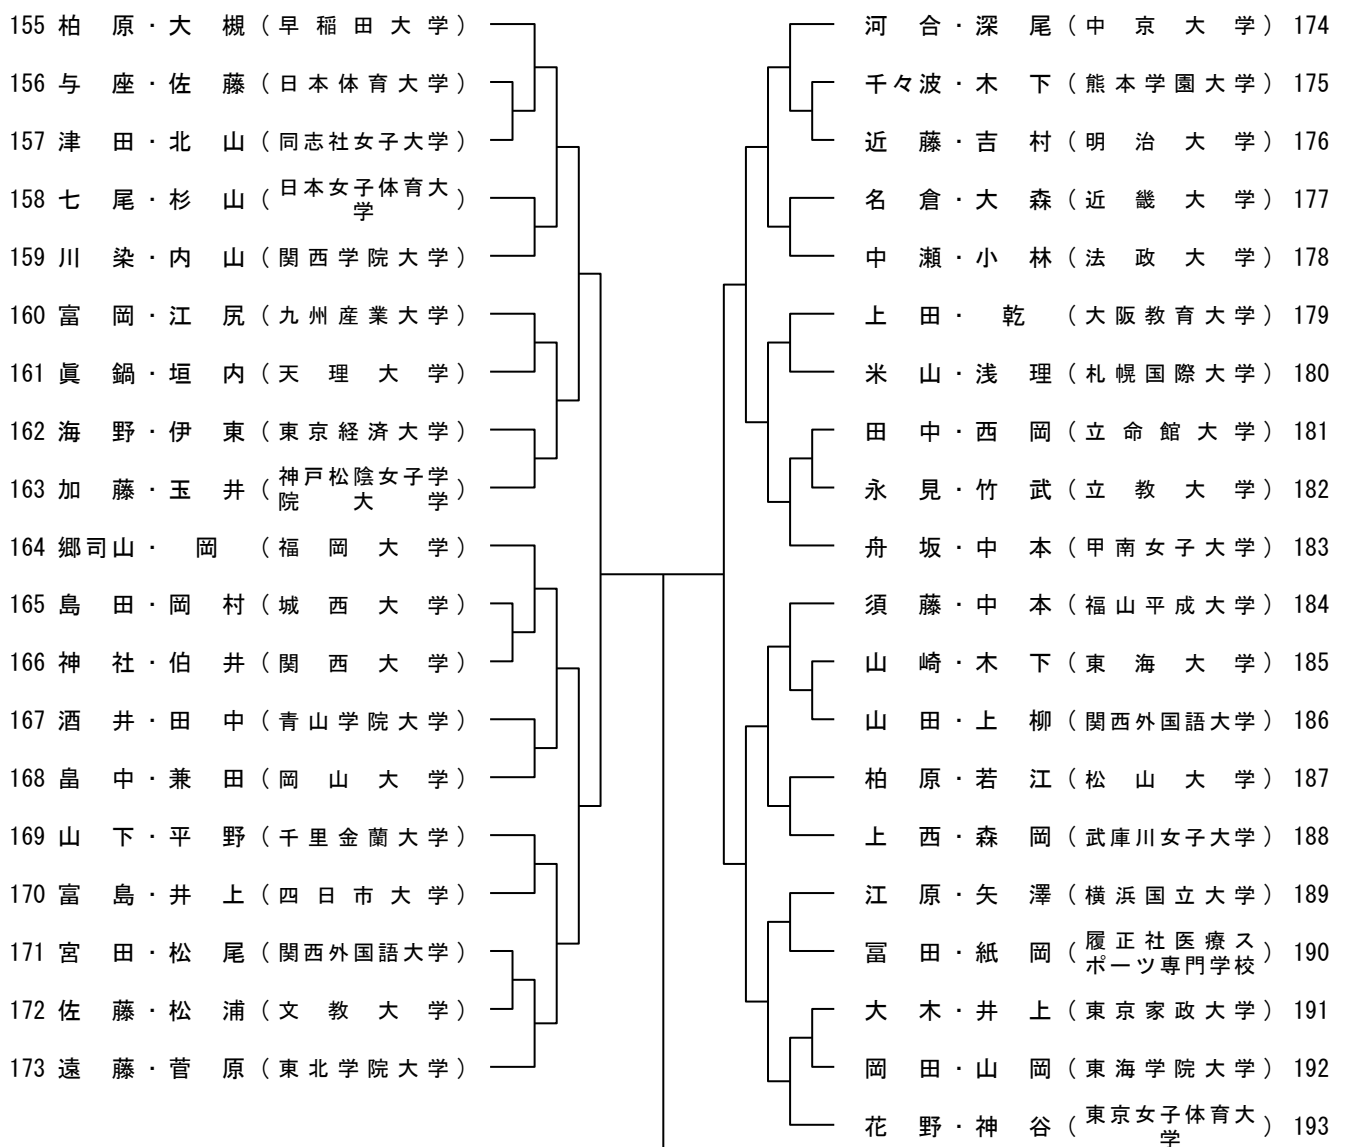 155 柏原・大槻（早稲田大学）
156 与座・佐藤（日本体育大学）
157 津田・北山（同志社女子大学）
158 七尾・杉山（日本女子体育大
学）
159 川染・内山（関西学院大学）
160 富岡・江尻（九州産業大学）
161 眞鍋・垣内（天理大学）
162 海野・伊東（東京経済大学）
163 加藤・玉井（神戸松陰女子学
院大学）
164 郷司山・岡（福岡大学）
165 島田・岡村（城西大学）
166 神社・伯井（関西大学）
167 酒井・田中（青山学院大学）
168 畠中・兼田（岡山大学）
169 山下・平野（千里金蘭大学）
170 富島・井上（四日市大学）
171 宮田・松尾（関西外国語大学）
172 佐藤・松浦（文教大学）
173 遠藤・菅原（東北学院大学）
河合・深尾（中京大学）174
千々波・木下（熊本学園大学）175
近藤・吉村（明治大学）176
名倉・大森（近畿大学）177
中瀬・小林（法政大学）178
上田・乾（大阪教育大学）179
米山・浅理（札幌国際大学）180
田中・西岡（立命館大学）181
永見・竹武（立教大学）182
舟坂・中本（甲南女子大学）183
須藤・中本（福山平成大学）184
山崎・木下（東海大学）185
山田・上柳（関西外国語大学）186
柏原・若江（松山大学）187
上西・森岡（武庫川女子大学）188
江原・矢澤（横浜国立大学）189
冨田・紙岡（履正社医療ス
ポーツ専門学校）190
大木・井上（東京家政大学）191
岡田・山岡（東海学院大学）192
花野・神谷（東京女子体育大
学）193